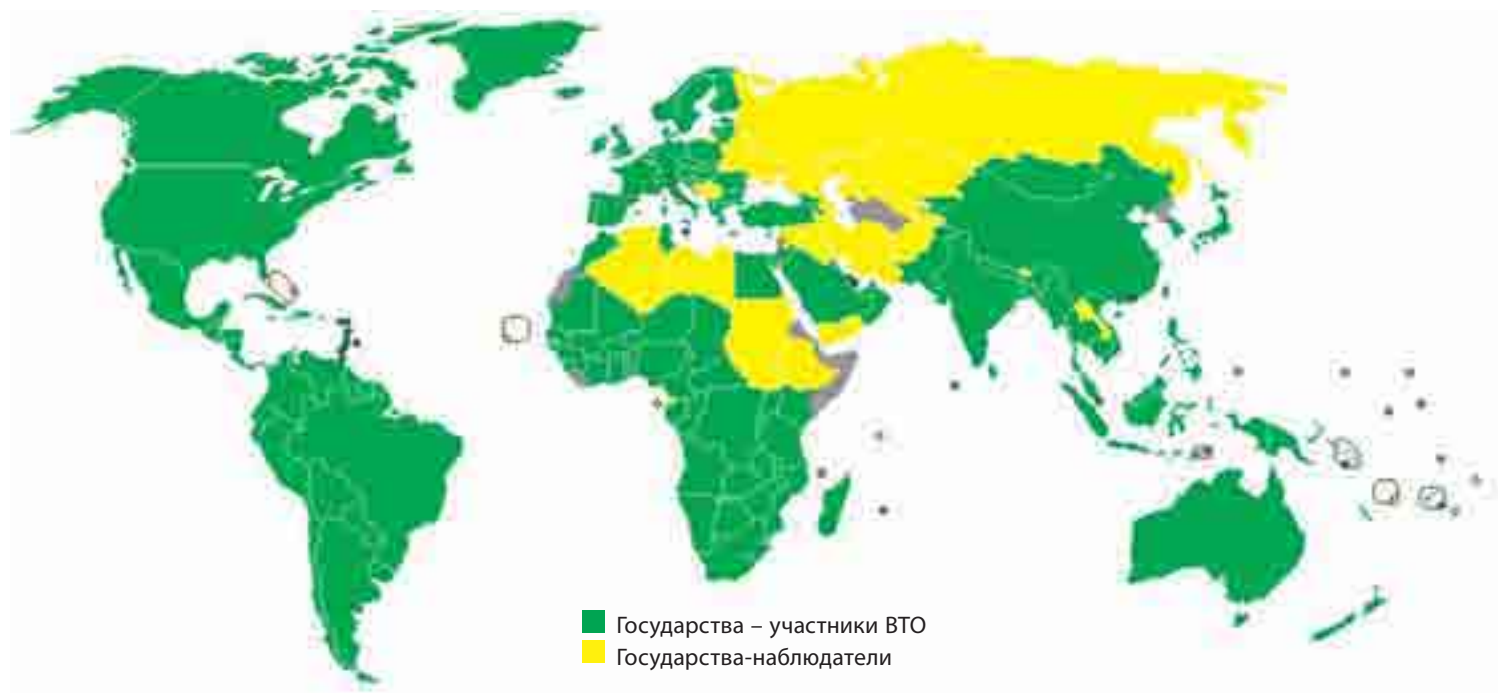 Государства – участники ВТО
Государства-наблюдатели